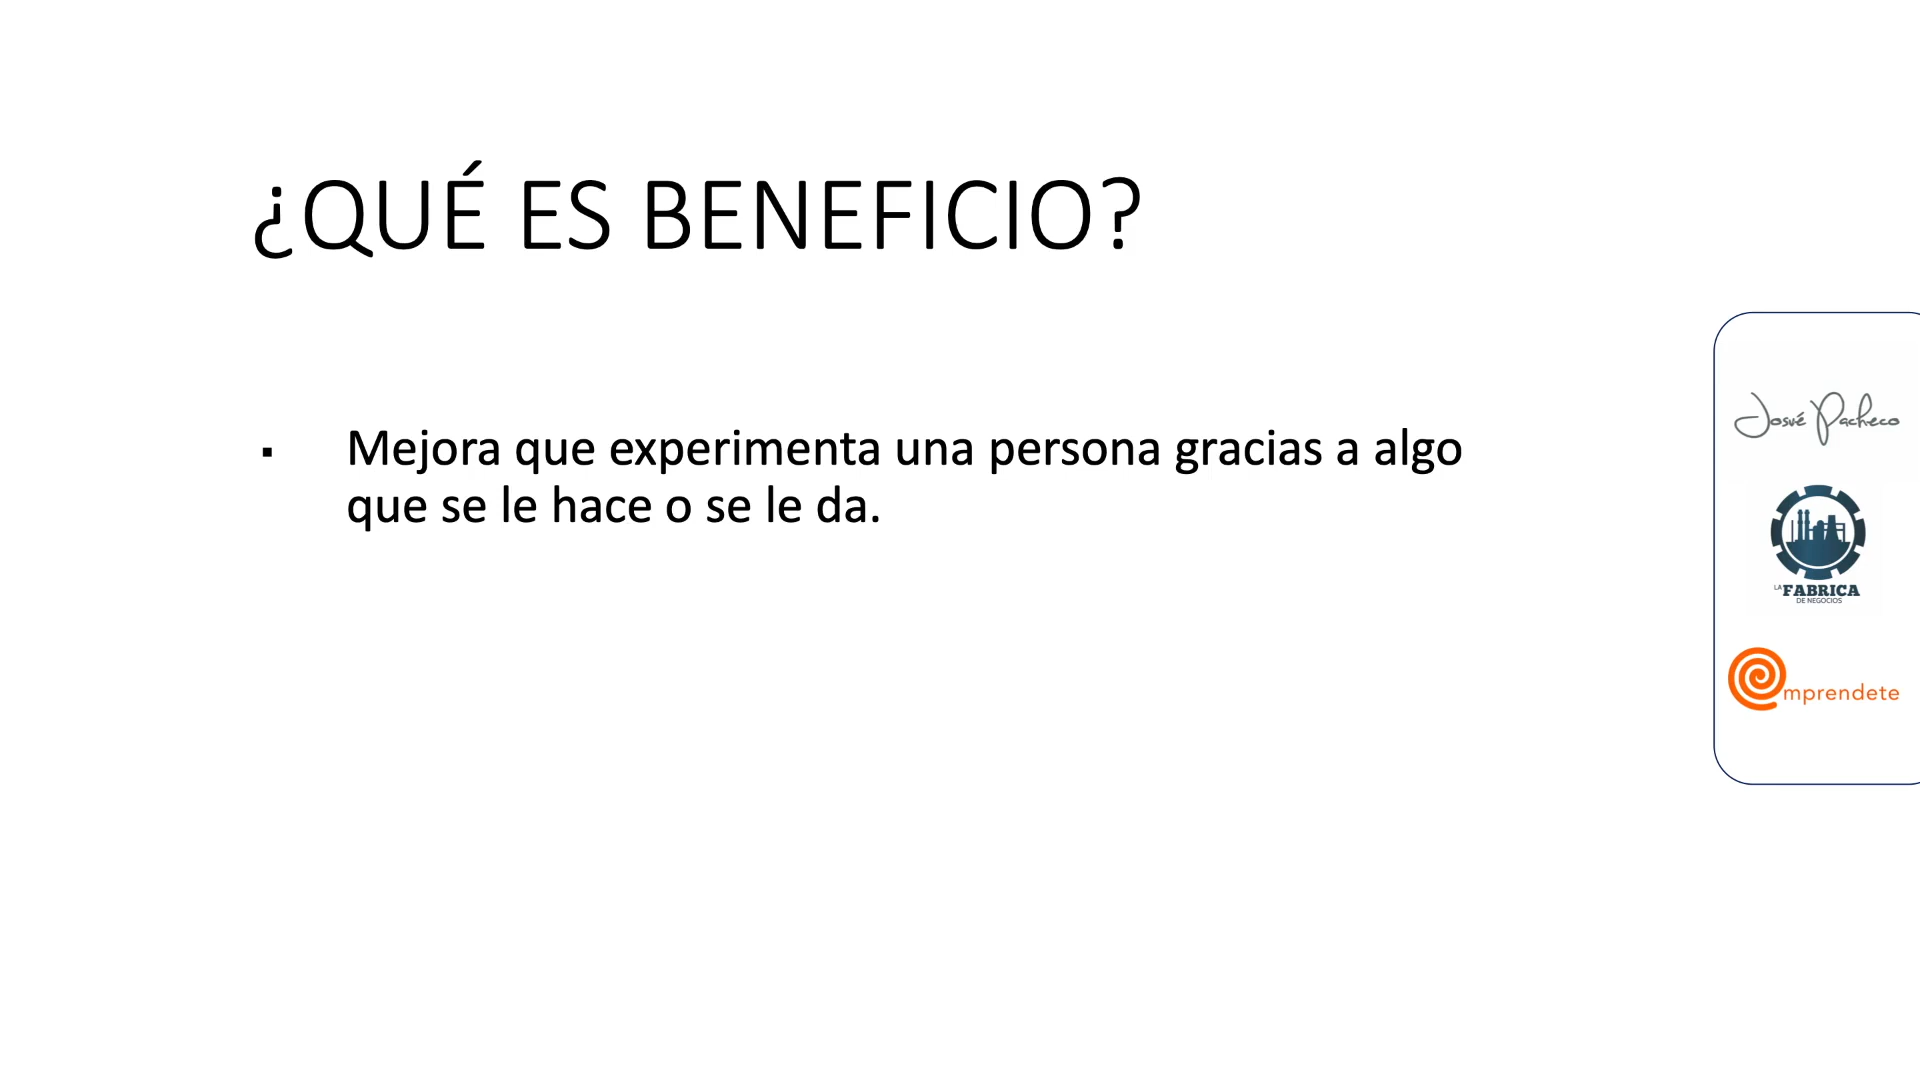 ¿QUÉ ES BENEFICIO?
▪ Mejora que experimenta una persona gracias a algo
que se le hace o se le da.
Josué Pacheco
LA FABRICA
DE NEGOCIOS
mprendete